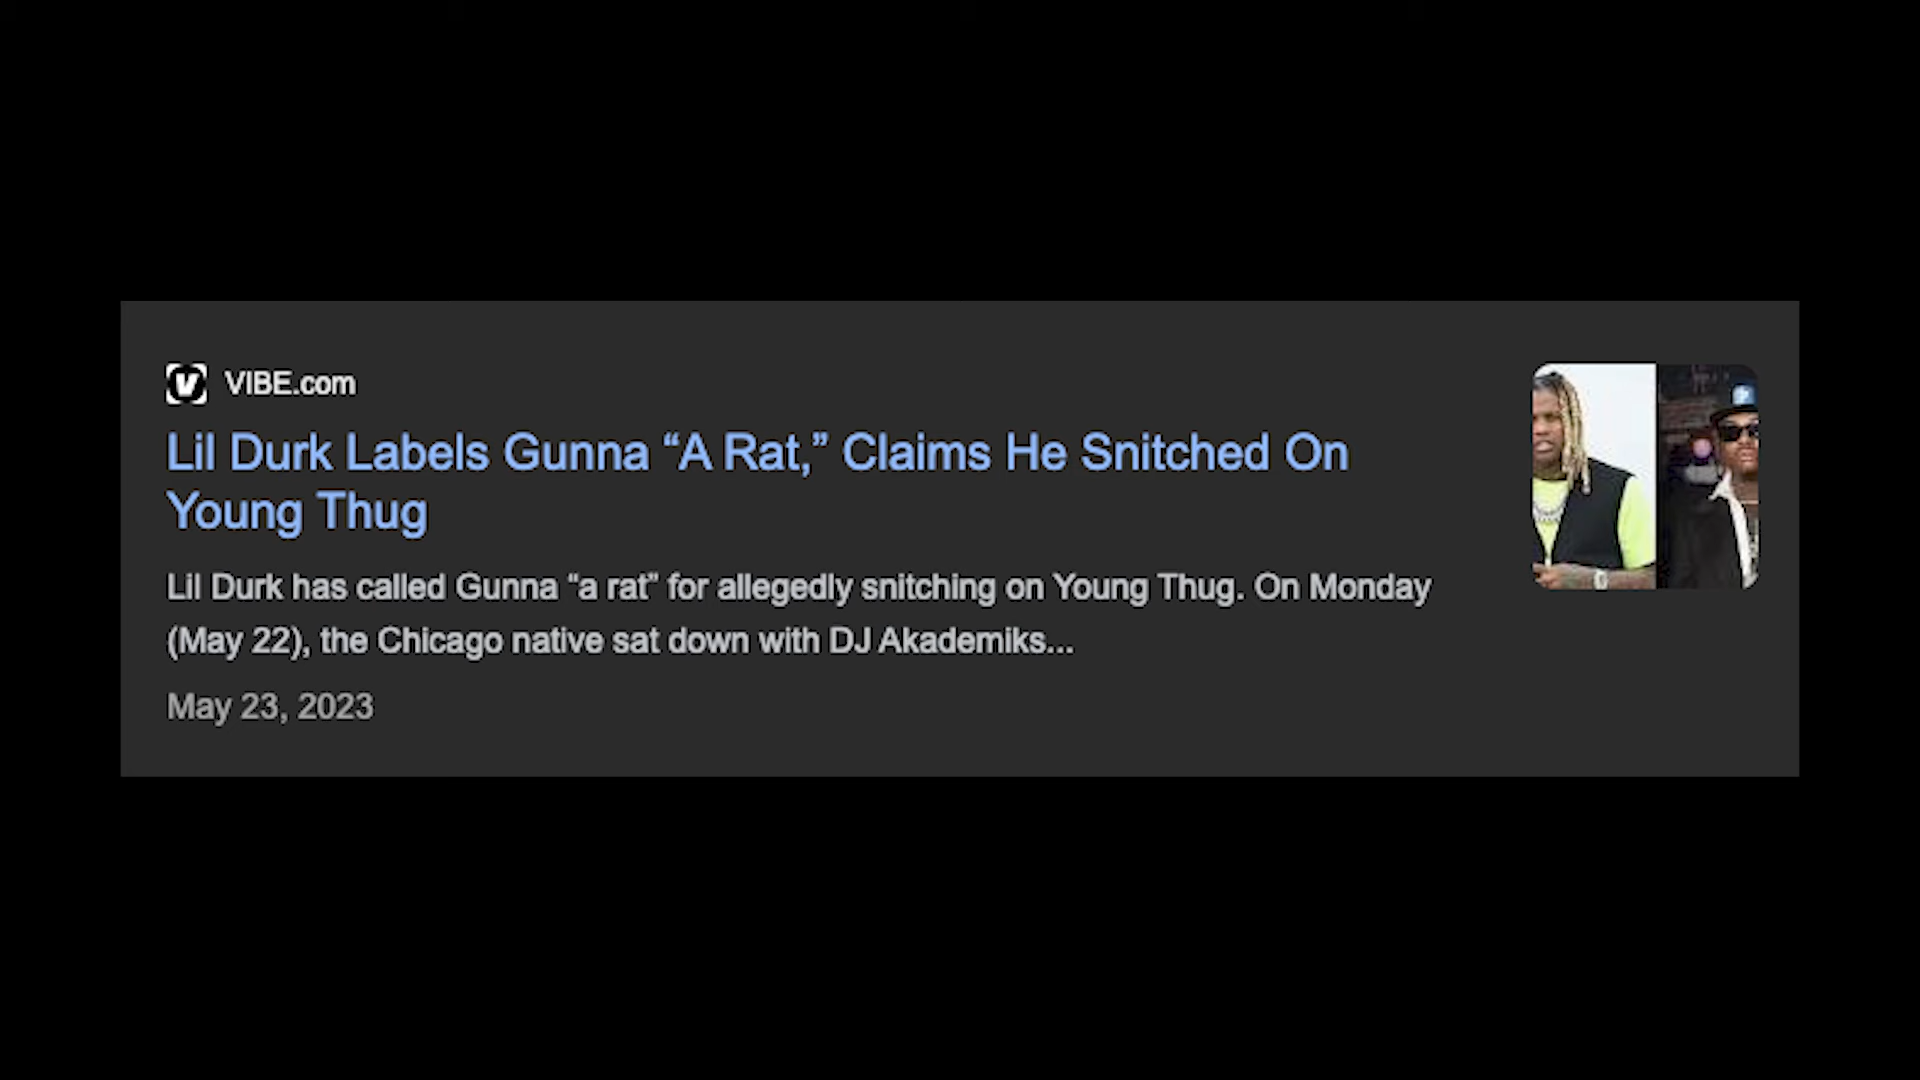 VIBE.com
Lil Durk Labels Gunna “A Rat,” Claims He Snitched On
Young Thug
Lil Durk has called Gunna “a rat” for allegedly snitching on Young Thug. On Monday
(May 22), the Chicago native sat down with DJ Akademiks...
May 23, 2023